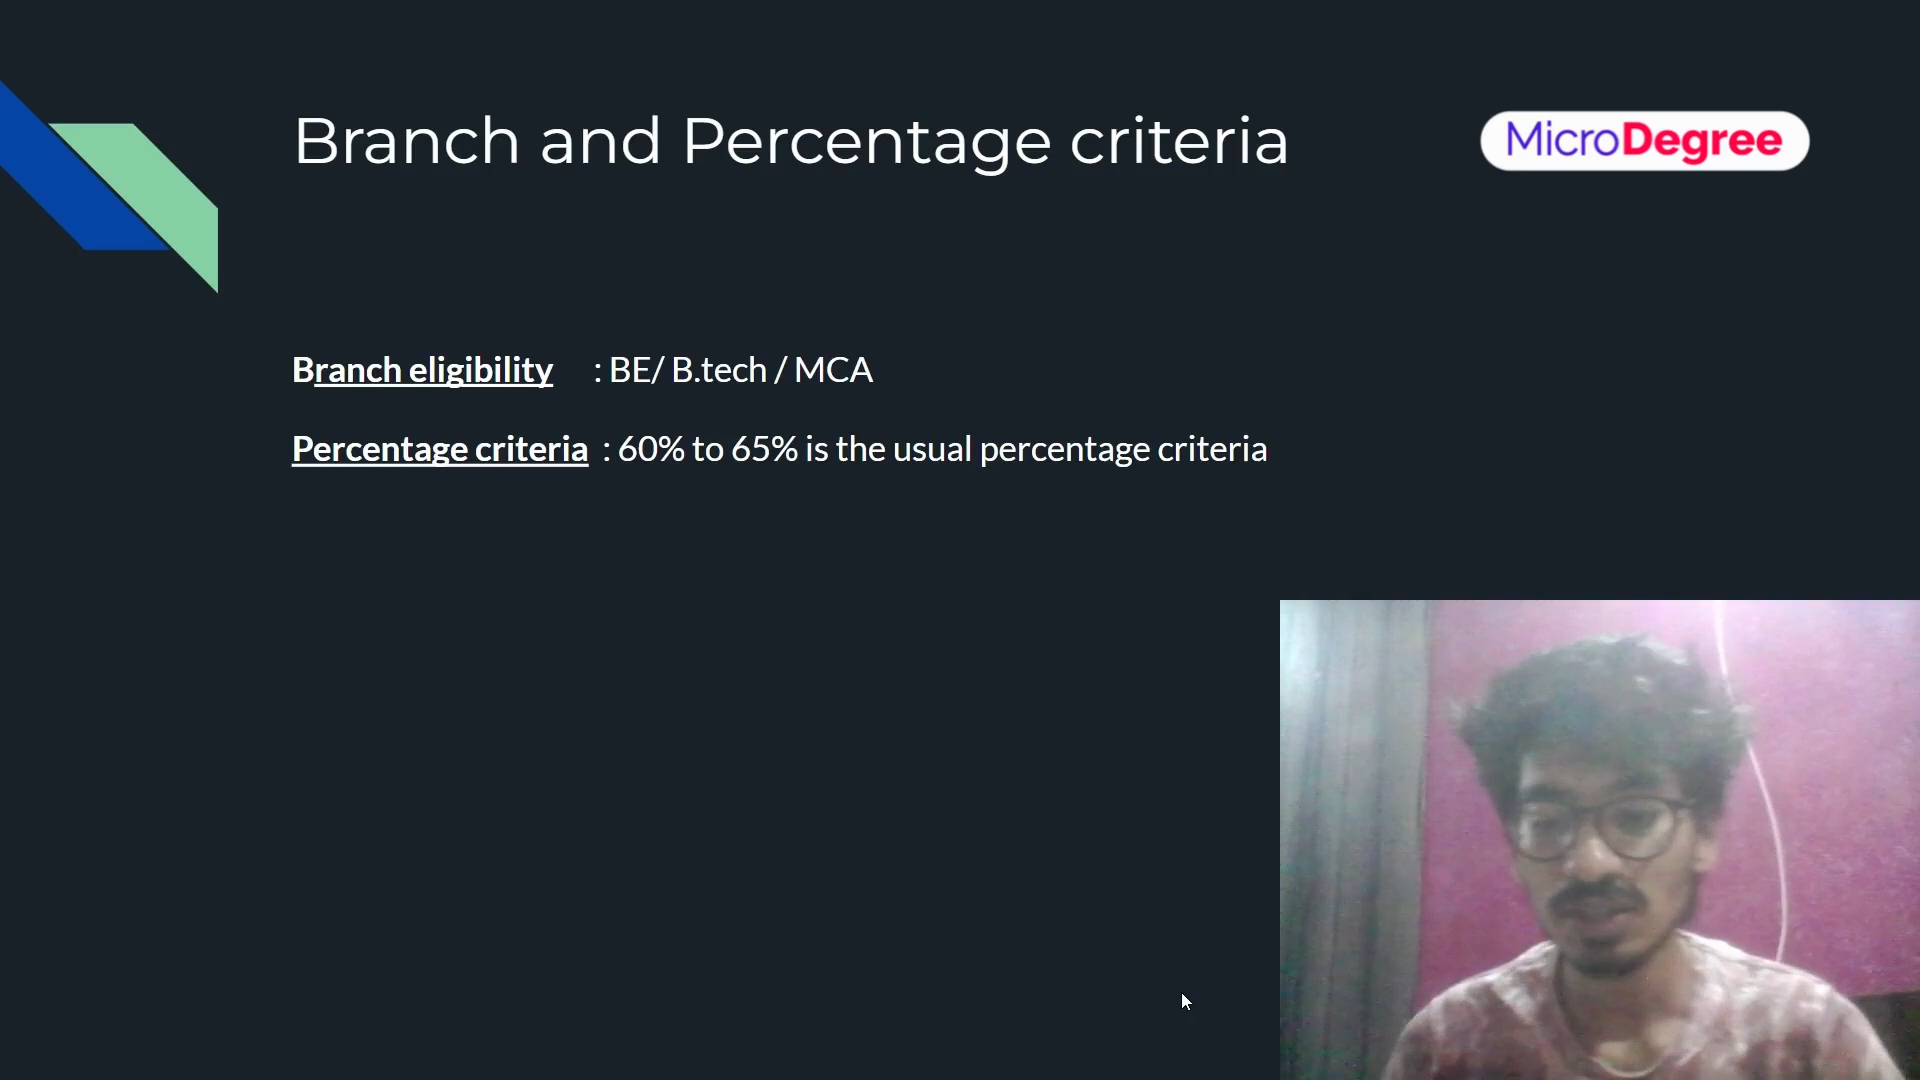 Branch and Percentage criteria
MicroDegree
Branch eligibility : BE/ B.tech / MCA
Percentage criteria : 60% to 65% is the usual percentage criteria